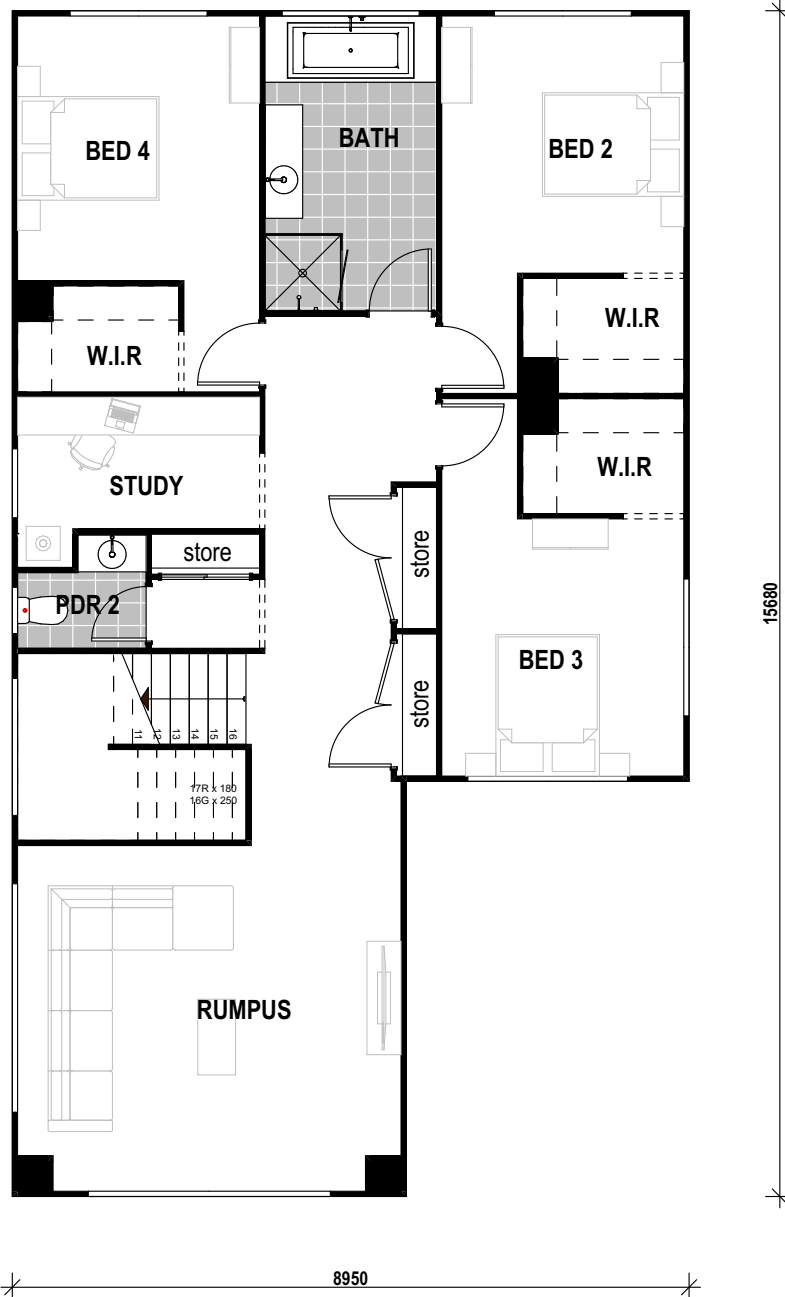 BED 4
BATH
BED 2
W.I.R
W.I.R
STUDY
W.I.R
store
store
PDR 2
BED 3
store
11 12 13 14 15 16
17R x 180
16G x 250
RUMPUS
15680
8950